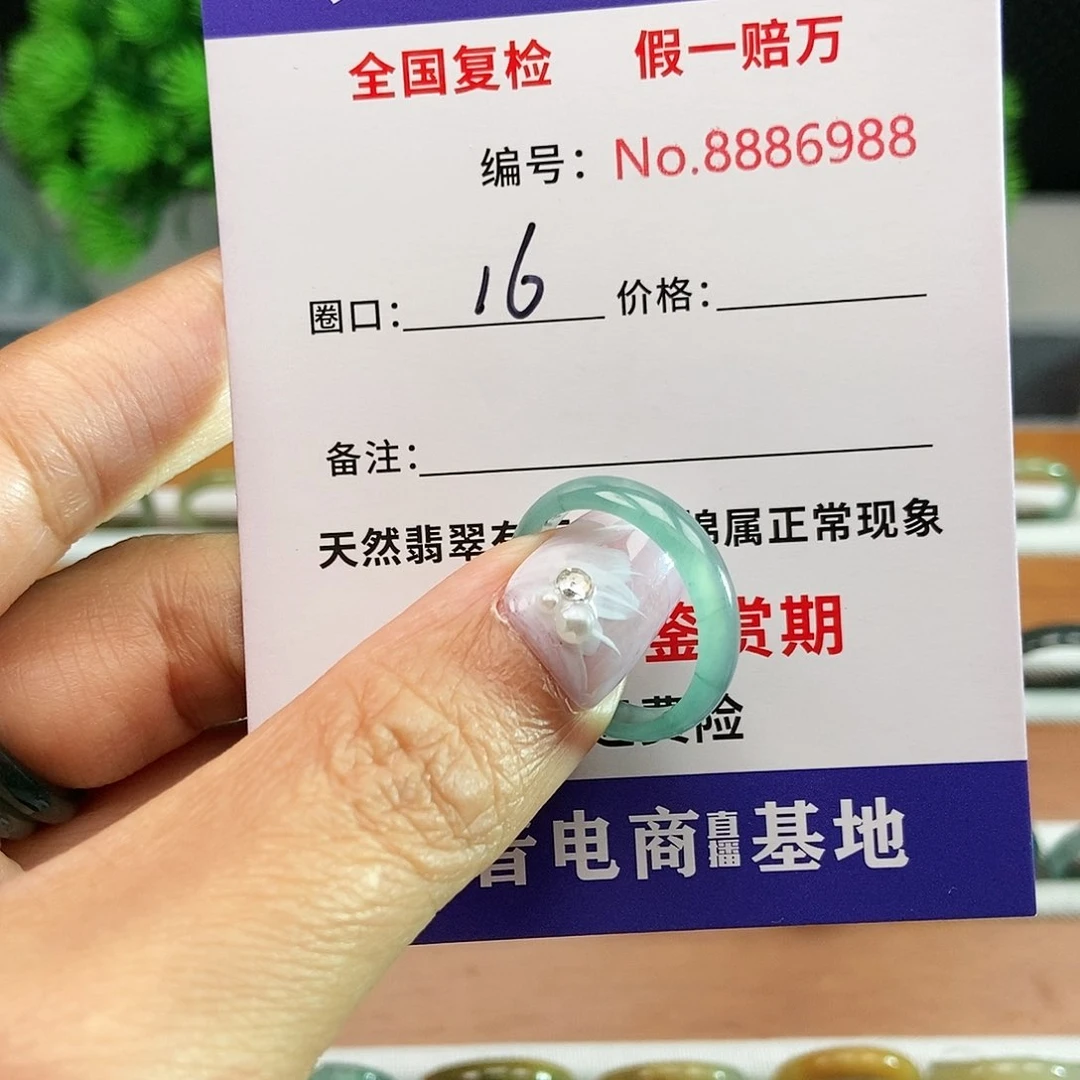 全国复检 假一赔万
编号：No.8886988
圈口：16 价格：
备注：
天然翡翠有 棉属正常现象
鉴赏期
费险
电商直播基地